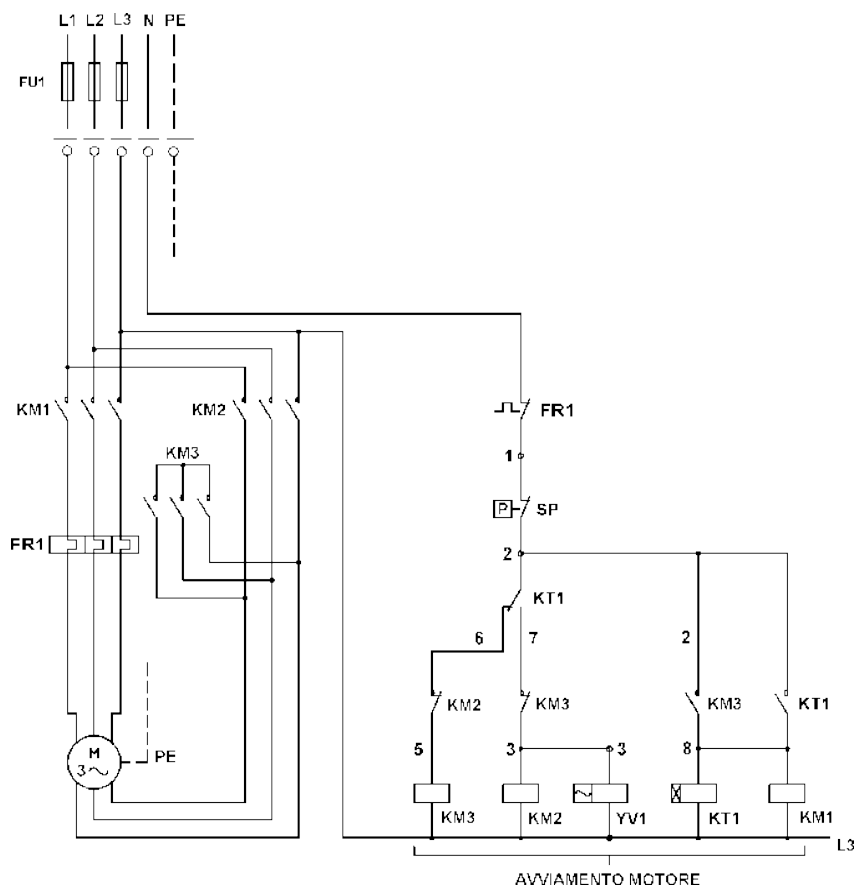 L1 L2 L3 N PE
FU1
KM1 KM2
FR1
KM3
1
P SP
FR1
2
KT1
6 7 2
KM2 KM3 KM3 KT1
5 3 3 8
M
3
PE
KM3 KM2 YV1 KT1 KM1
L3
AVVIAMENTO MOTORE